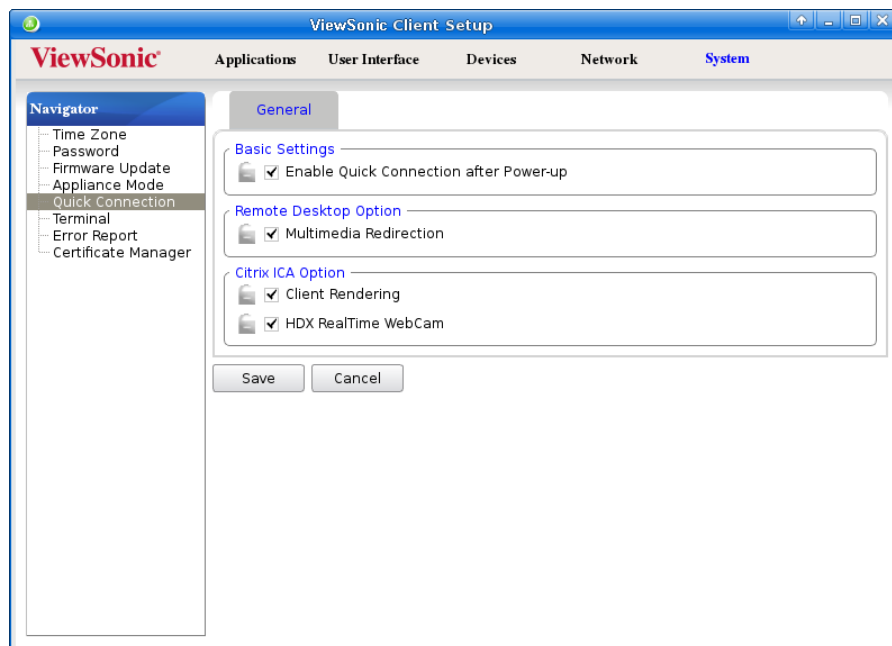 ViewSonic Client Setup
ViewSonic®
Applications User Interface Devices Network System
Navigator
Time Zone
Password
Firmware Update
Appliance Mode
Quick Connection
Terminal
Error Report
Certificate Manager
General
Basic Settings
Enable Quick Connection after Power-up
Remote Desktop Option
Multimedia Redirection
Citrix ICA Option
Client Rendering
HDX RealTime WebCam
Save Cancel